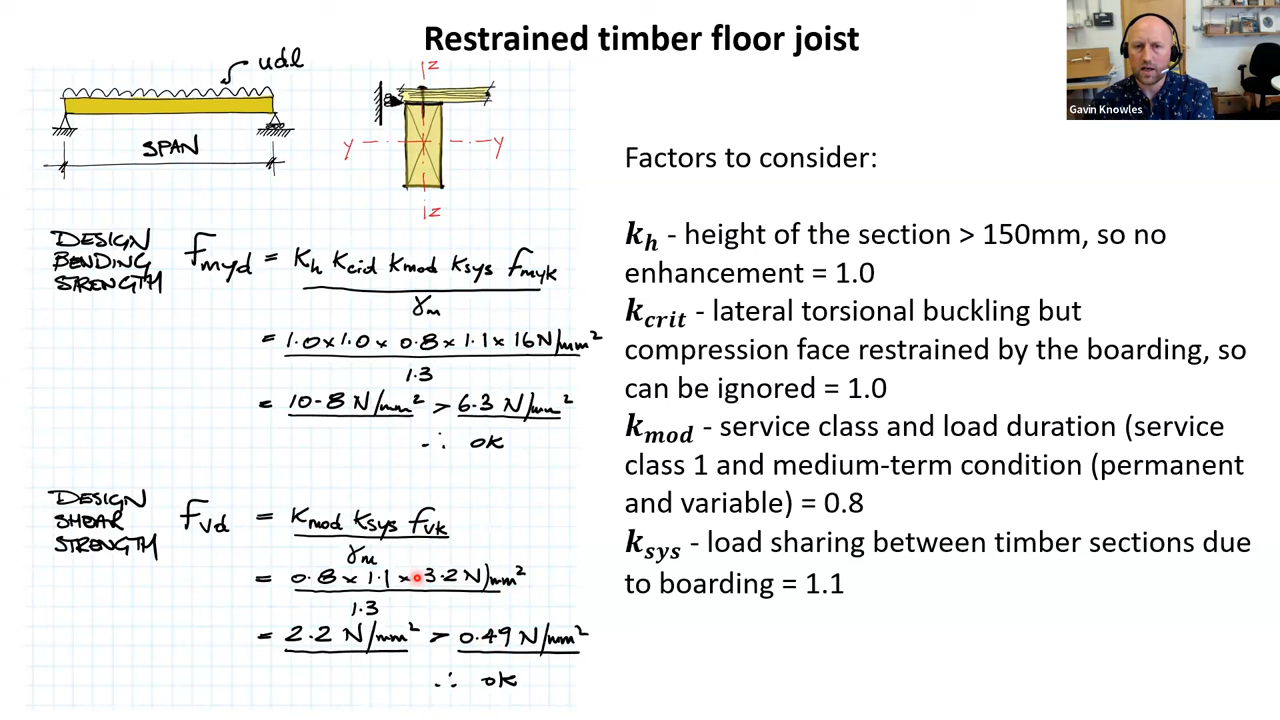 Restrained timber floor joist
Gavin Knowles
udl
SPAN
z
y
y
z
Factors to consider:
k_h - height of the section > 150mm, so no
enhancement = 1.0
k_crit - lateral torsional buckling but
compression face restrained by the boarding, so
can be ignored = 1.0
k_mod - service class and load duration (service
class 1 and medium-term condition (permanent
and variable) = 0.8
k_sys - load sharing between timber sections due
to boarding = 1.1
DESIGN
BENDING
STRENGTH
fmyd = Kh Kcid Kmod Ksys fmyk
γm
= 1.0 x 1.0 x 0.8 x 1.1 x 16 N/mm²
1.3
= 10.8 N/mm² > 6.3 N/mm²
∴ OK
DESIGN
SHEAR
STRENGTH
fvd = Kmod Ksys fvk
γm
= 0.8 x 1.1 x 3.2 N/mm²
1.3
= 2.2 N/mm² > 0.49 N/mm²
∴ OK